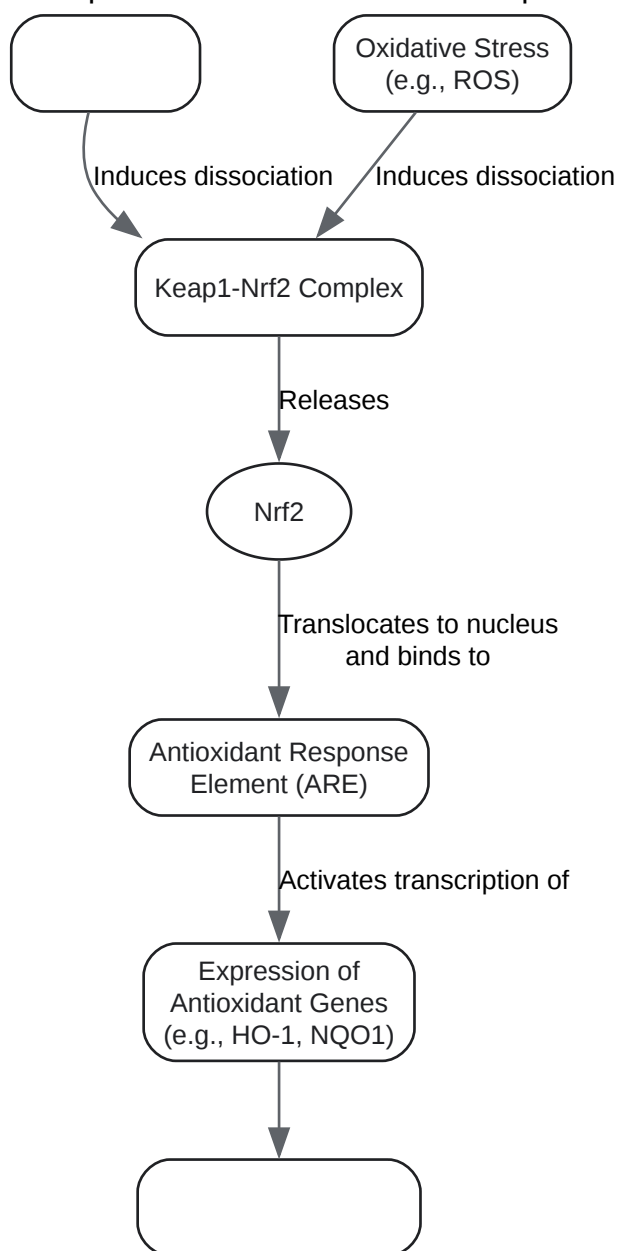 Oxidative Stress
(e.g., ROS)
Induces dissociation
Induces dissociation
Keap1-Nrf2 Complex
Releases
Nrf2
Translocates to nucleus
and binds to
Antioxidant Response
Element (ARE)
Activates transcription of
Expression of
Antioxidant Genes
(e.g., HO-1, NQO1)